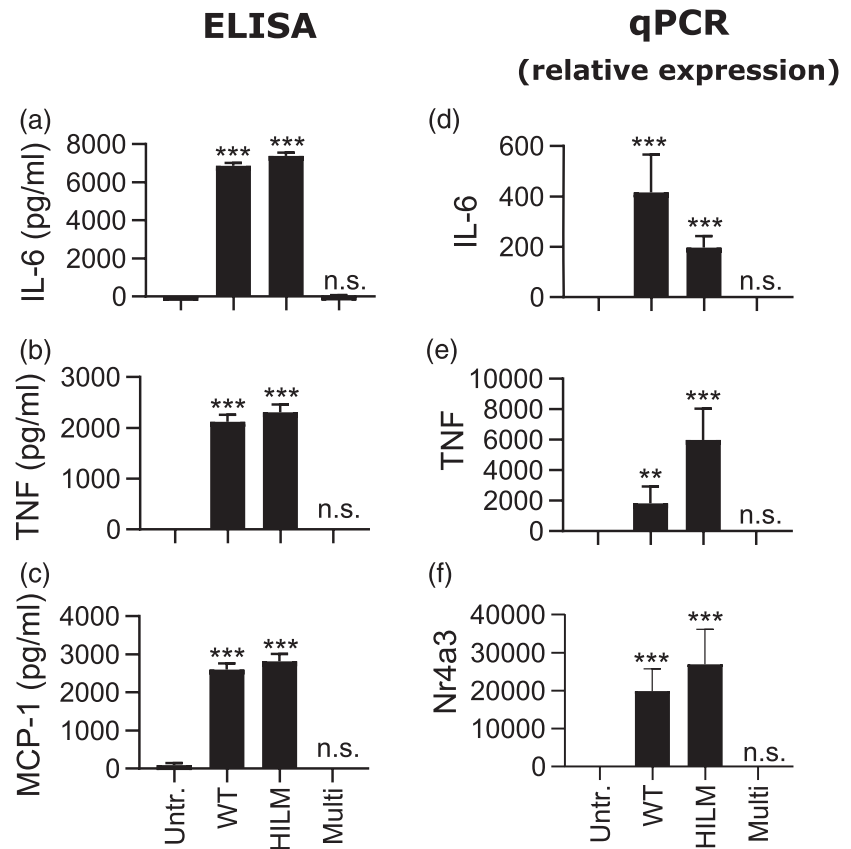 ELISA
qPCR
(relative expression)
(a)
IL-6 (pg/ml)
8000
6000
4000
2000
0
***
***
n.s.
(d)
IL-6
600
400
200
0
***
***
n.s.
(b)
TNF (pg/ml)
3000
2000
1000
0
***
***
n.s.
(e)
TNF
10000
8000
6000
4000
2000
0
**
***
n.s.
(c)
MCP-1 (pg/ml)
4000
3000
2000
1000
0
***
***
n.s.
Untr.
WT
HILM
Multi
(f)
Nr4a3
40000
30000
20000
10000
0
***
***
n.s.
Untr.
WT
HILM
Multi